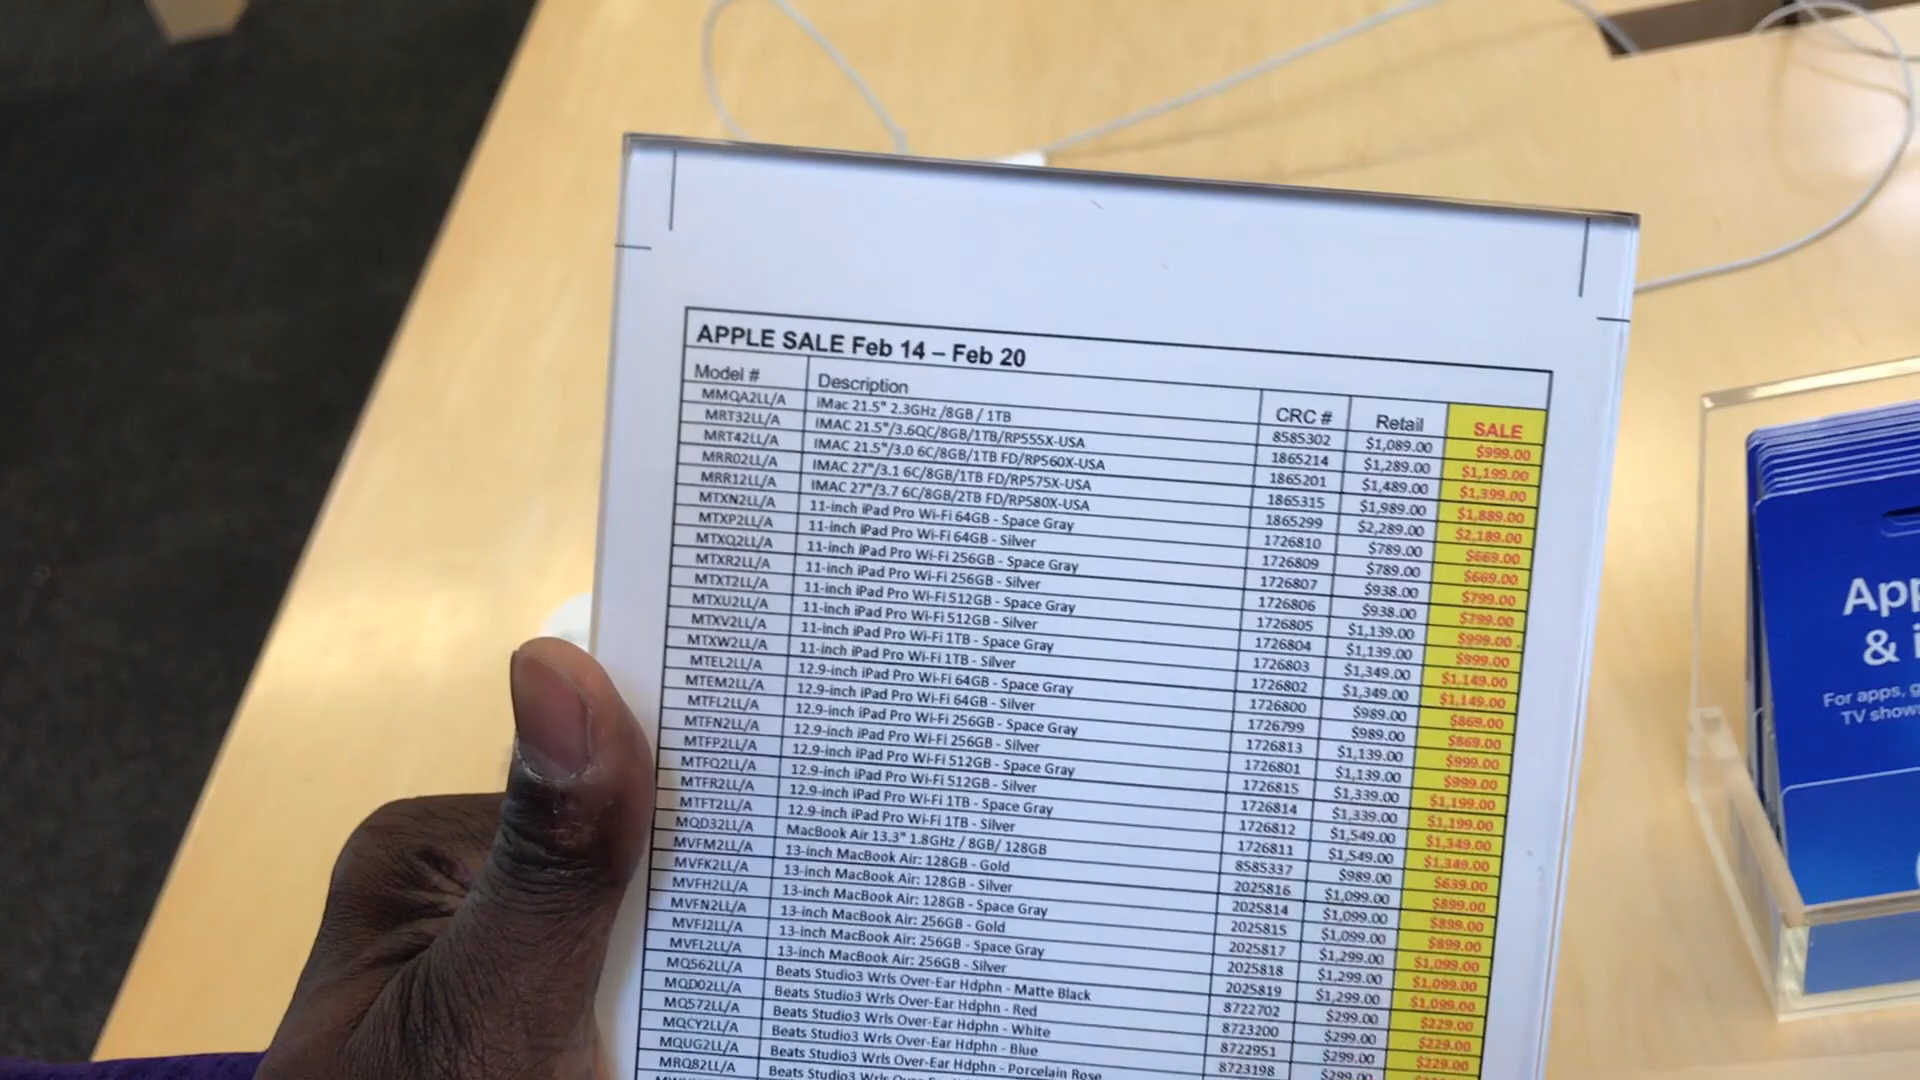 APPLE SALE Feb 14 – Feb 20
Model # Description CRC # Retail SALE
MMQA2LL/A iMac 21.5" 2.3GHz /8GB / 1TB 8585302 $1,089.00 $999.00
MRT32LL/A IMAC 21.5"/3.6QC/8GB/1TB/RP555X-USA 1865214 $1,289.00 $1,199.00
MRT42LL/A IMAC 21.5"/3.0 6C/8GB/1TB FD/RP560X-USA 1865201 $1,489.00 $1,399.00
MRR02LL/A IMAC 27"/3.1 6C/8GB/1TB FD/RP575X-USA 1865315 $1,989.00 $1,889.00
MRR12LL/A IMAC 27"/3.7 6C/8GB/2TB FD/RP580X-USA 1865299 $2,289.00 $2,189.00
MTXN2LL/A 11-inch iPad Pro Wi-Fi 64GB - Space Gray 1726810 $789.00 $669.00
MTXP2LL/A 11-inch iPad Pro Wi-Fi 64GB - Silver 1726809 $789.00 $669.00
MTXQ2LL/A 11-inch iPad Pro Wi-Fi 256GB - Space Gray 1726807 $938.00 $799.00
MTXR2LL/A 11-inch iPad Pro Wi-Fi 256GB - Silver 1726806 $938.00 $799.00
MTXT2LL/A 11-inch iPad Pro Wi-Fi 512GB - Space Gray 1726805 $1,139.00 $999.00
MTXU2LL/A 11-inch iPad Pro Wi-Fi 512GB - Silver 1726804 $1,139.00 $999.00
MTXV2LL/A 11-inch iPad Pro Wi-Fi 1TB - Space Gray 1726803 $1,349.00 $1,149.00
MTXW2LL/A 11-inch iPad Pro Wi-Fi 1TB - Silver 1726802 $1,349.00 $1,149.00
MTEL2LL/A 12.9-inch iPad Pro Wi-Fi 64GB - Space Gray 1726800 $989.00 $869.00
MTEM2LL/A 12.9-inch iPad Pro Wi-Fi 64GB - Silver 1726799 $989.00 $869.00
MTFL2LL/A 12.9-inch iPad Pro Wi-Fi 256GB - Space Gray 1726813 $1,139.00 $999.00
MTFN2LL/A 12.9-inch iPad Pro Wi-Fi 256GB - Silver 1726801 $1,139.00 $999.00
MTFP2LL/A 12.9-inch iPad Pro Wi-Fi 512GB - Space Gray 1726815 $1,339.00 $1,199.00
MTFQ2LL/A 12.9-inch iPad Pro Wi-Fi 512GB - Silver 1726814 $1,339.00 $1,199.00
MTFR2LL/A 12.9-inch iPad Pro Wi-Fi 1TB - Space Gray 1726812 $1,549.00 $1,349.00
MTFT2LL/A 12.9-inch iPad Pro Wi-Fi 1TB - Silver 1726811 $1,549.00 $1,349.00
MQD32LL/A MacBook Air 13.3" 1.8GHz / 8GB/ 128GB 8585337 $989.00 $639.00
MVFM2LL/A 13-inch MacBook Air: 128GB - Gold 2025816 $1,099.00 $899.00
MVFK2LL/A 13-inch MacBook Air: 128GB - Silver 2025814 $1,099.00 $899.00
MVFH2LL/A 13-inch MacBook Air: 128GB - Space Gray 2025815 $1,099.00 $899.00
MVFN2LL/A 13-inch MacBook Air: 256GB - Gold 2025817 $1,299.00 $1,099.00
MVFJ2LL/A 13-inch MacBook Air: 256GB - Space Gray 2025818 $1,299.00 $1,099.00
MVFL2LL/A 13-inch MacBook Air: 256GB - Silver 2025819 $1,299.00 $1,099.00
MQ562LL/A Beats Studio3 Wrls Over-Ear Hdphn - Matte Black 8722702 $299.00 $229.00
MQD02LL/A Beats Studio3 Wrls Over-Ear Hdphn - Red 8723200 $299.00 $229.00
MQ572LL/A Beats Studio3 Wrls Over-Ear Hdphn - White 8722951 $299.00 $229.00
MQCY2LL/A Beats Studio3 Wrls Over-Ear Hdphn - Blue 8723198 $299.00
MQUG2LL/A Beats Studio3 Wrls Over-Ear Hdphn - Porcelain Rose
MRQ82LL/A Beats Studio3 Wrls Over-Ear
App
& i
For apps, g
TV shows